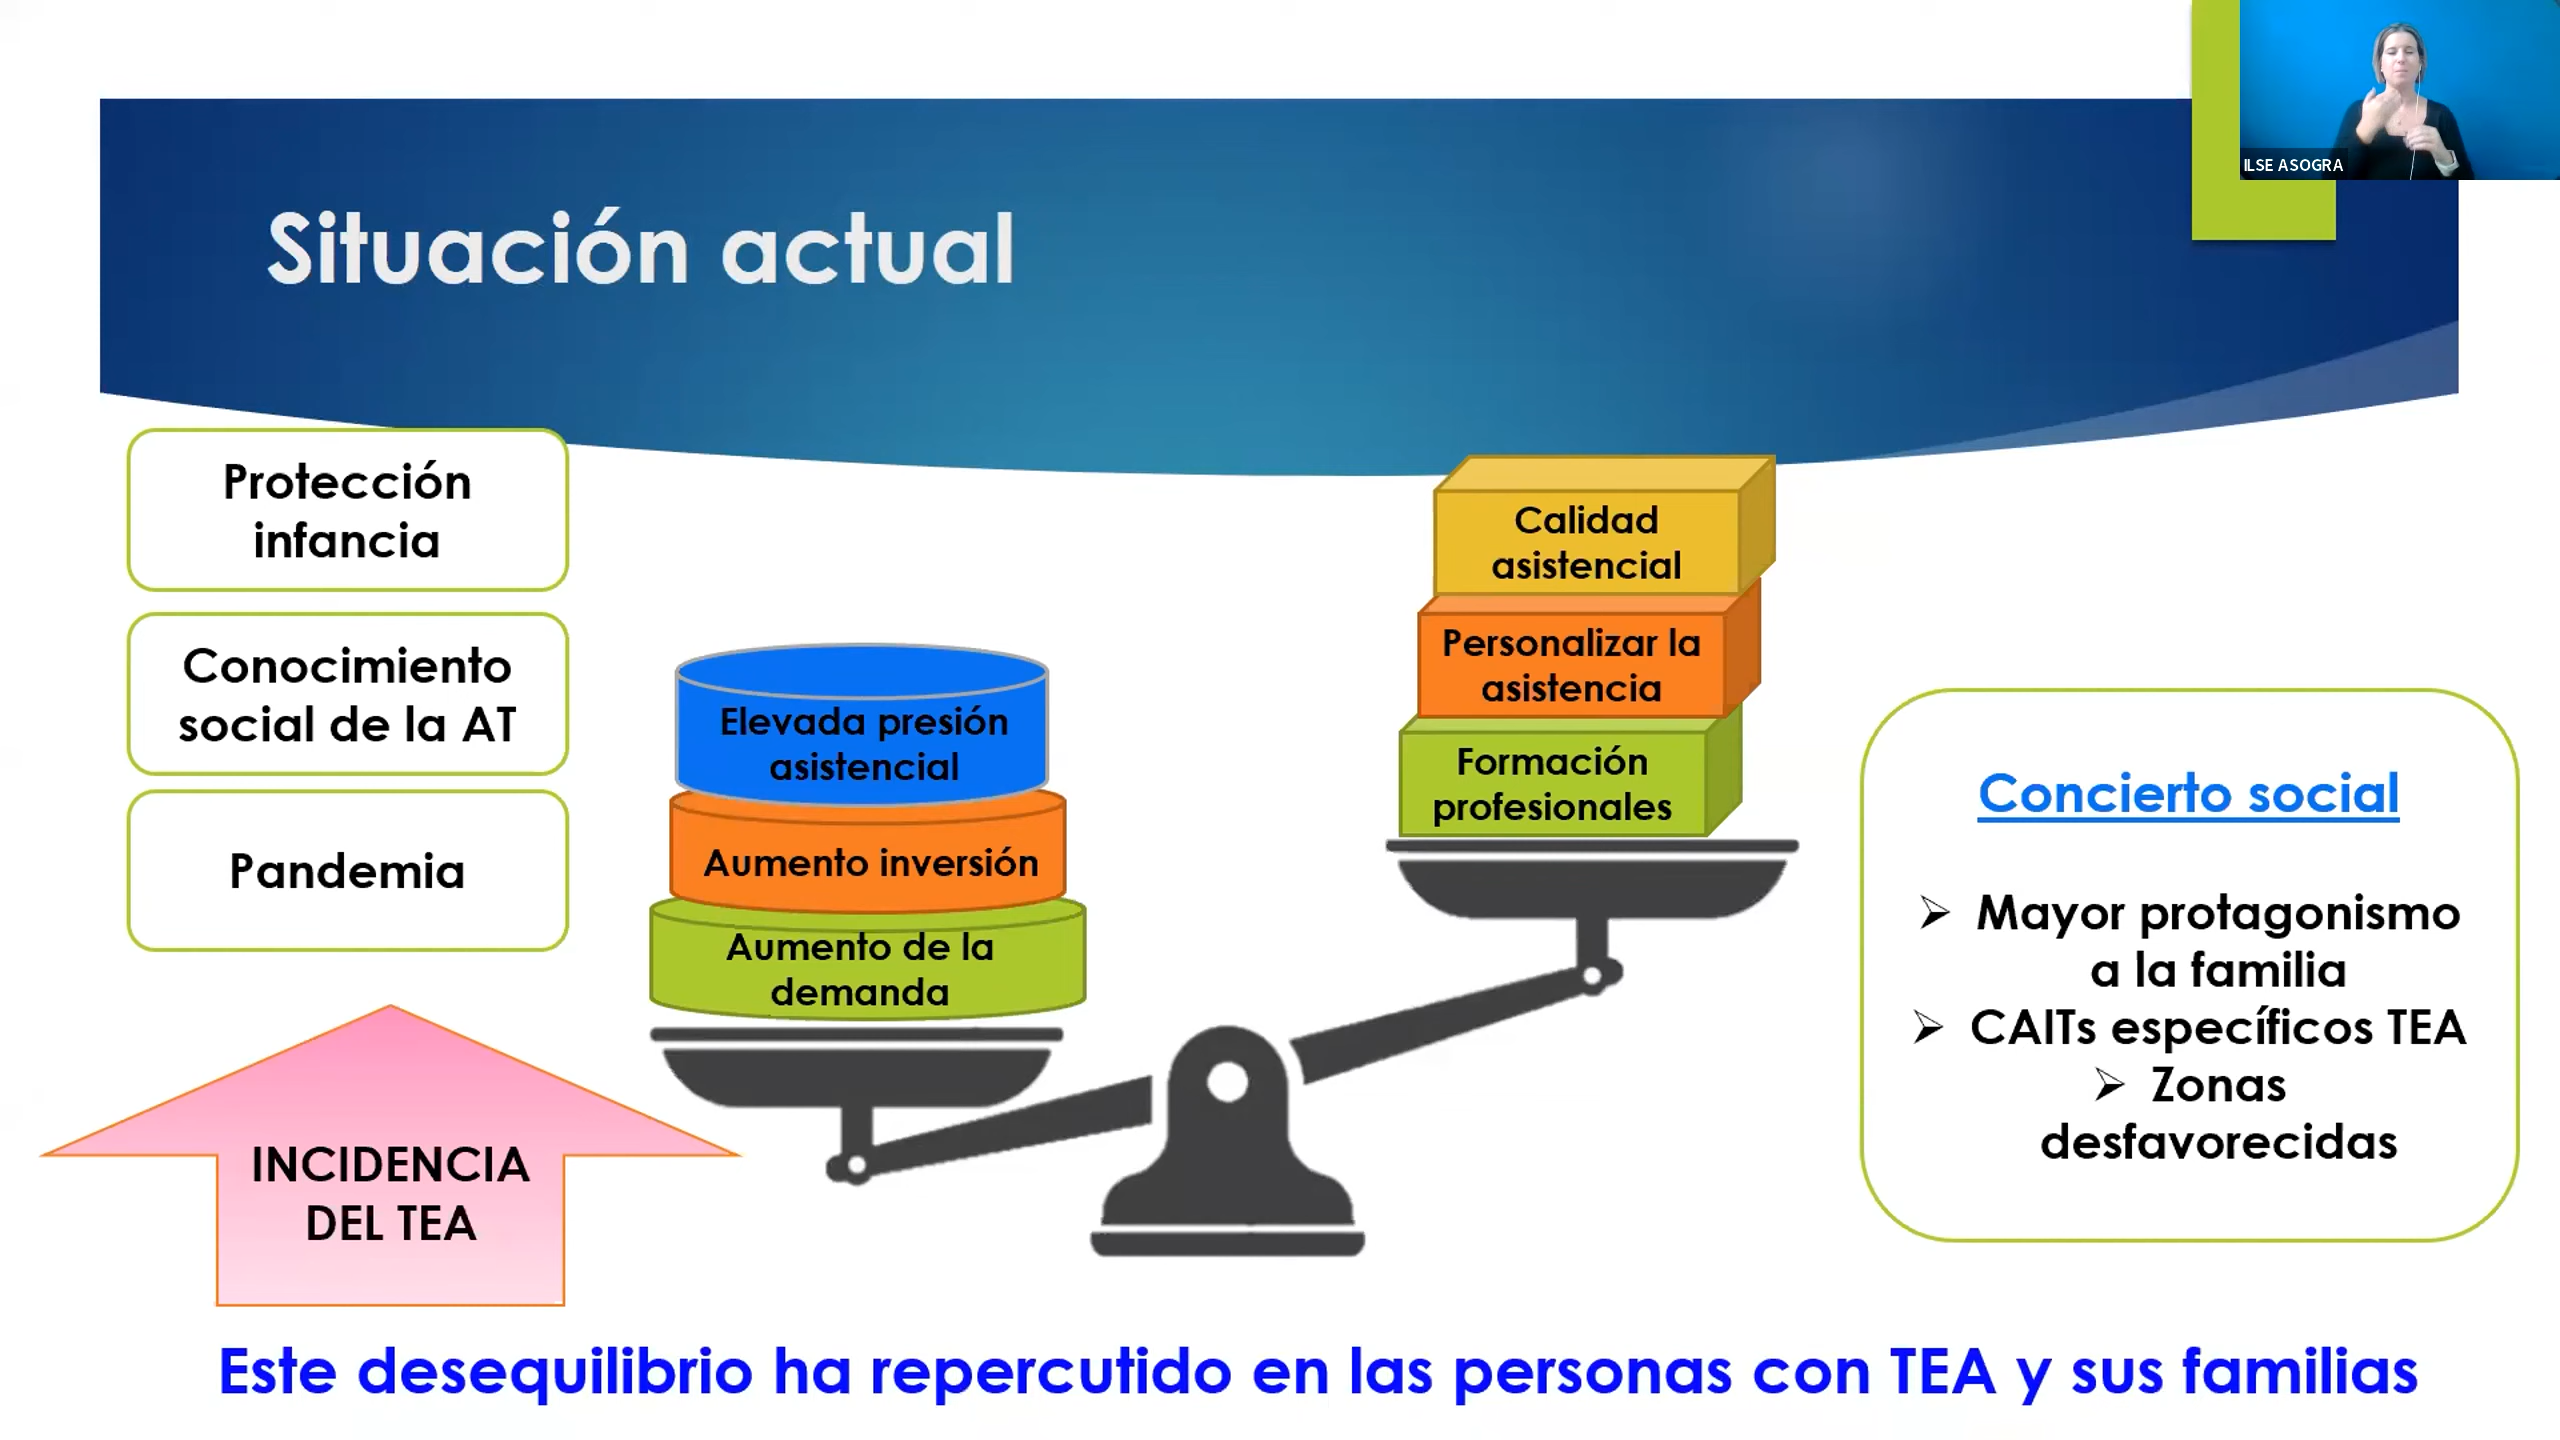 ILSE ASOGRA
Situación actual
Protección
infancia
Conocimiento
social de la AT
Pandemia
INCIDENCIA
DEL TEA
Elevada presión
asistencial
Aumento inversión
Aumento de la
demanda
Calidad
asistencial
Personalizar la
asistencia
Formación
profesionales
Concierto social
➢ Mayor protagonismo
a la familia
➢ CAITs específicos TEA
➢ Zonas
desfavorecidas
Este desequilibrio ha repercutido en las personas con TEA y sus familias